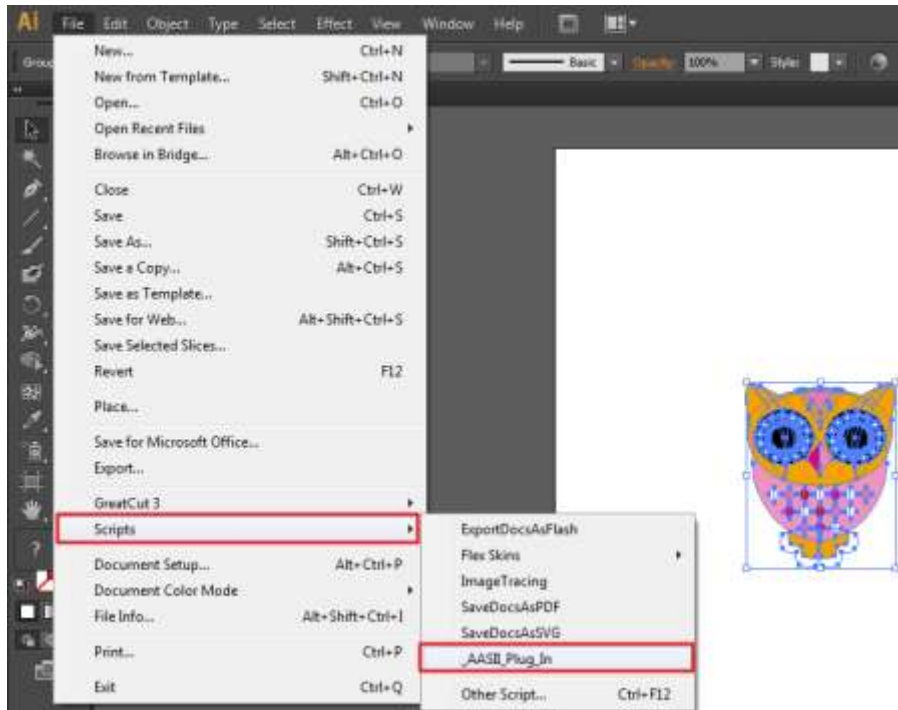 Ai File Edit Object Type Select Effect View Window Help
Basic Opacity: 100% Style:
New... Ctrl+N
New from Template... Shift+Ctrl+N
Open... Ctrl+O
Open Recent Files
Browse in Bridge... Alt+Ctrl+O
Close Ctrl+W
Save Ctrl+S
Save As... Shift+Ctrl+S
Save a Copy... Alt+Ctrl+S
Save as Template...
Save for Web... Alt+Shift+Ctrl+S
Save Selected Slices...
Revert F12
Place...
Save for Microsoft Office...
Export...
GreatCut 3
Scripts
Document Setup... Alt+Ctrl+P
Document Color Mode
File Info... Alt+Shift+Ctrl+I
Print... Ctrl+P
Exit Ctrl+Q
ExportDocsAsFlash
Flex Skins
ImageTracing
SaveDocsAsPDF
SaveDocsAsSVG
_AASII_Plug_In
Other Script... Ctrl+F12